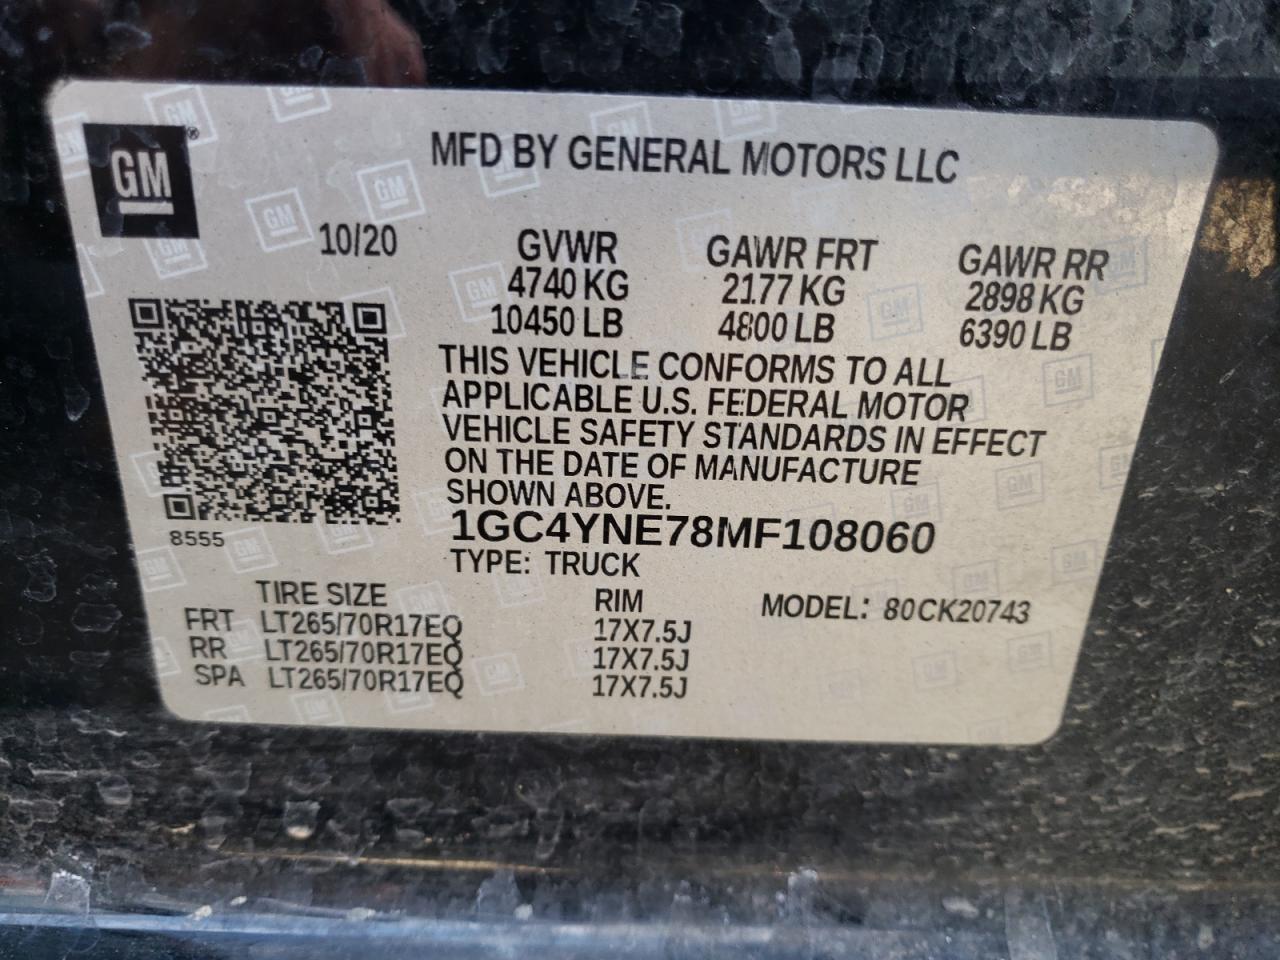 GM®
MFD BY GENERAL MOTORS LLC
10/20 GVWR GAWR FRT GAWR RR
4740 KG 2177 KG 2898 KG
10450 LB 4800 LB 6390 LB
THIS VEHICLE CONFORMS TO ALL
APPLICABLE U.S. FEDERAL MOTOR
VEHICLE SAFETY STANDARDS IN EFFECT
ON THE DATE OF MANUFACTURE
SHOWN ABOVE.
8555
1GC4YNE78MF108060
TYPE: TRUCK
TIRE SIZE RIM MODEL: 80CK20743
FRT LT265/70R17EQ 17X7.5J
RR LT265/70R17EQ 17X7.5J
SPA LT265/70R17EQ 17X7.5J